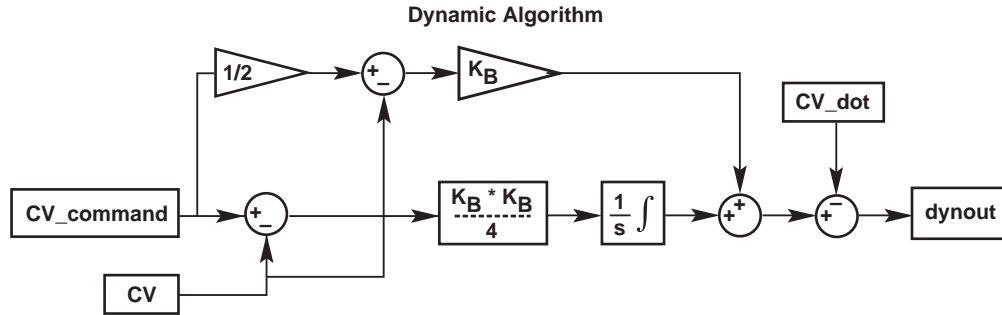 Dynamic Algorithm
1/2
+
−
K_B
CV_dot
CV_command
+
−
K_B * K_B
4
1
s
∫
+
+
−
+
dynout
CV